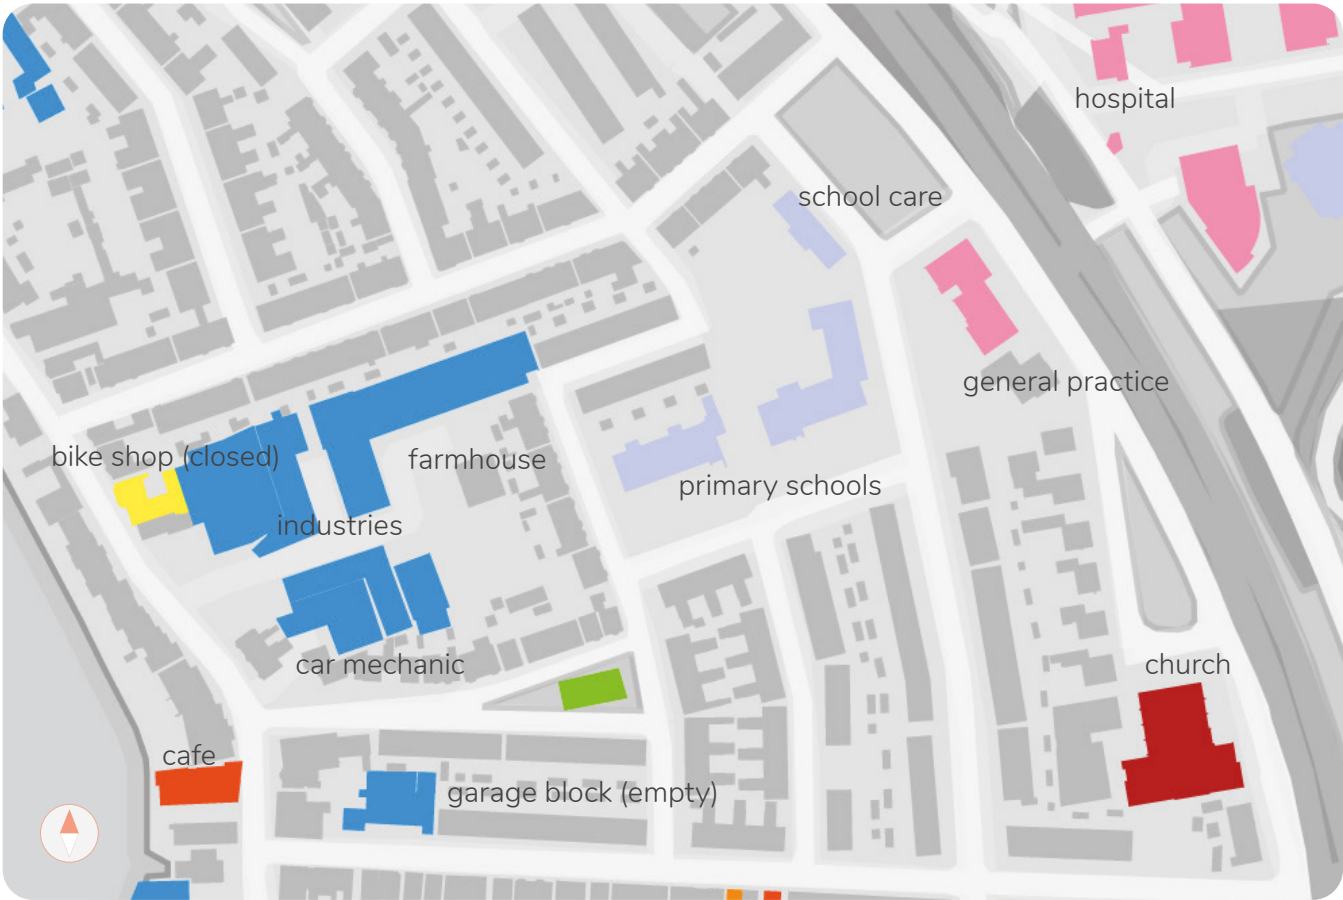 hospital
school care
general practice
bike shop (closed)
farmhouse
primary schools
industries
car mechanic
church
cafe
garage block (empty)